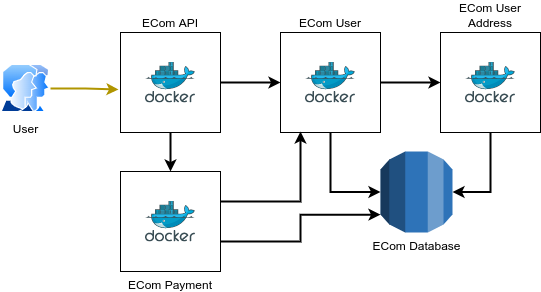 ECom API
ECom User
ECom User
Address
docker
docker
docker
User
docker
ECom Database
ECom Payment